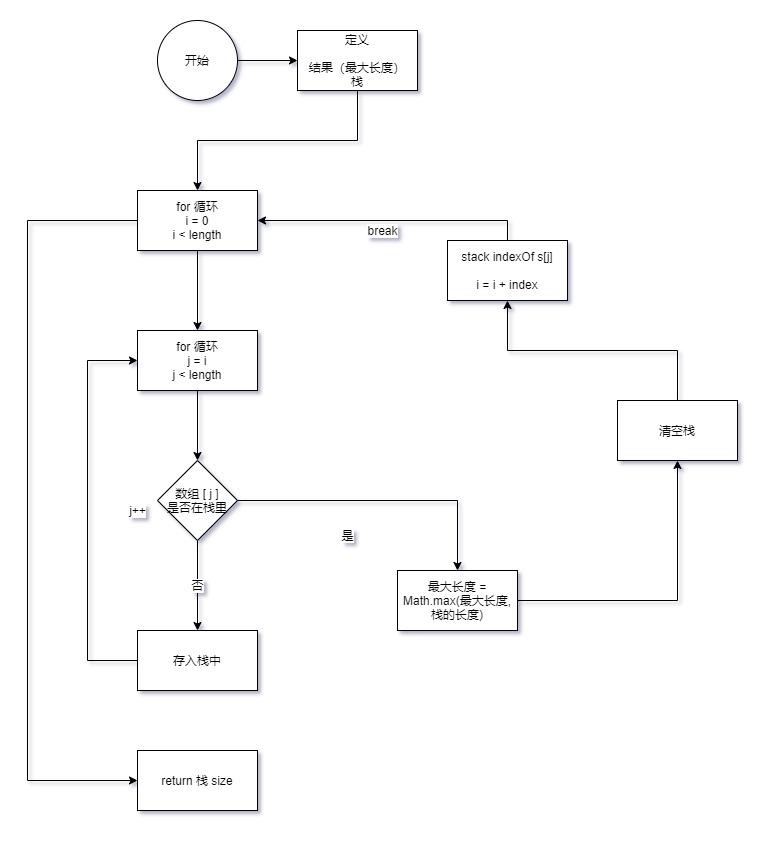 开始
定义
结果（最大长度）
栈
for 循环
i = 0
i < length
break
stack indexOf s[j]
i = i + index
for 循环
j = i
j < length
清空栈
数组 [ j ]
是否在栈里
j++
是
否
最大长度 =
Math.max(最大长度,
栈的长度)
存入栈中
return 栈 size